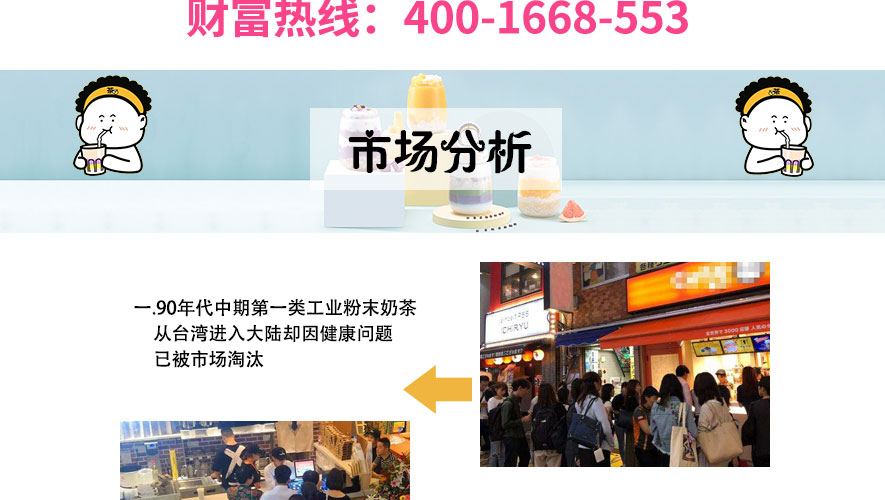 财富热线：400-1668-553
市场分析
一.90年代中期第一类工业粉末奶茶
从台湾进入大陆却因健康问题
已被市场淘汰
ICHIRYU